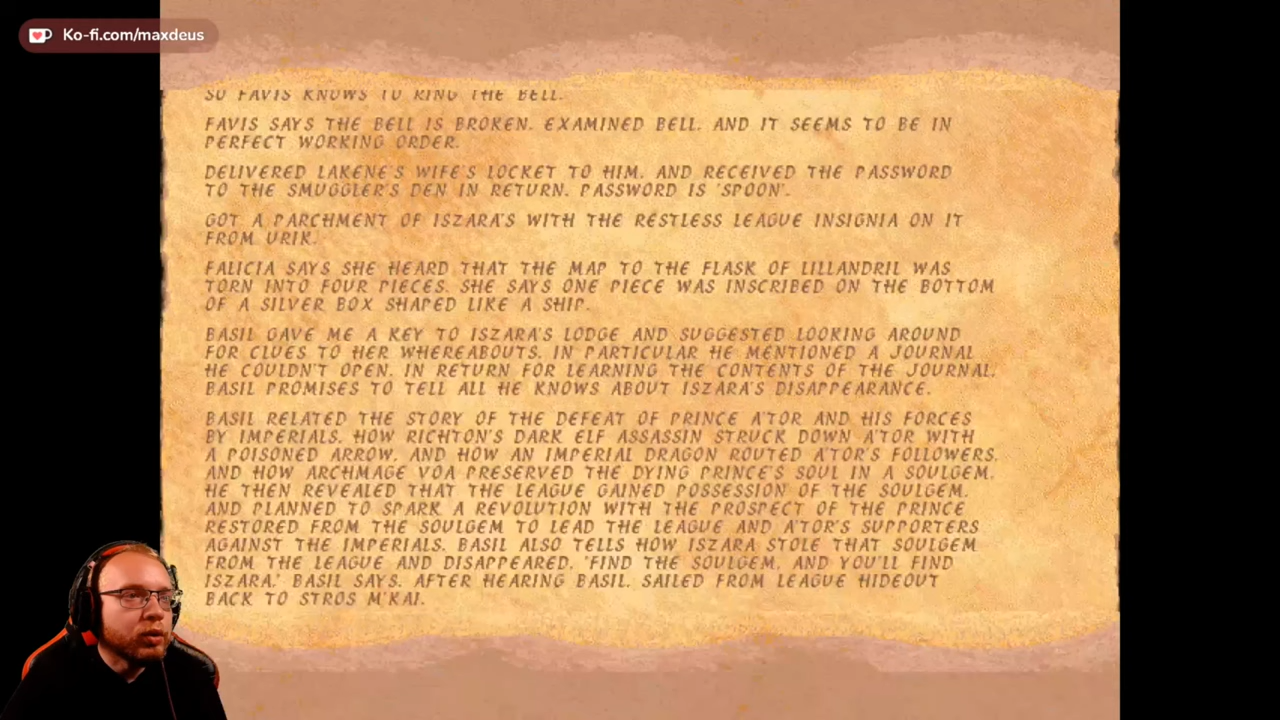 Ko-fi.com/maxdeus
SO FAVIS KNOWS TO RING THE BELL.
FAVIS SAYS THE BELL IS BROKEN. EXAMINED BELL, AND IT SEEMS TO BE IN
PERFECT WORKING ORDER.
DELIVERED LAKENE'S WIFE'S LOCKET TO HIM, AND RECEIVED THE PASSWORD
TO THE SMUGGLER'S DEN IN RETURN. PASSWORD IS 'SPOON'.
GOT A PARCHMENT OF ISZARA'S WITH THE RESTLESS LEAGUE INSIGNIA ON IT
FROM URIK.
FALICIA SAYS SHE HEARD THAT THE MAP TO THE FLASK OF LILLANDRIL WAS
TORN INTO FOUR PIECES. SHE SAYS ONE PIECE WAS INSCRIBED ON THE BOTTOM
OF A SILVER BOX SHAPED LIKE A SHIP.
BASIL GAVE ME A KEY TO ISZARA'S LODGE AND SUGGESTED LOOKING AROUND
FOR CLUES TO HER WHEREABOUTS. IN PARTICULAR HE MENTIONED A JOURNAL
HE COULDN'T OPEN. IN RETURN FOR LEARNING THE CONTENTS OF THE JOURNAL,
BASIL PROMISES TO TELL ALL HE KNOWS ABOUT ISZARA'S DISAPPEARANCE.
BASIL RELATED THE STORY OF THE DEFEAT OF PRINCE A'TOR AND HIS FORCES
BY IMPERIALS, HOW RICHTON'S DARK ELF ASSASSIN STRUCK DOWN A'TOR WITH
A POISONED ARROW, AND HOW AN IMPERIAL DRAGON ROUTED A'TOR'S FOLLOWERS,
AND HOW ARCHMAGE VOA PRESERVED THE DYING PRINCE'S SOUL IN A SOULGEM.
HE THEN REVEALED THAT THE LEAGUE GAINED POSSESSION OF THE SOULGEM,
AND PLANNED TO SPARK A REVOLUTION WITH THE PROSPECT OF THE PRINCE
RESTORED FROM THE SOULGEM TO LEAD THE LEAGUE AND A'TOR'S SUPPORTERS
AGAINST THE IMPERIALS. BASIL ALSO TELLS HOW ISZARA STOLE THAT SOULGEM
FROM THE LEAGUE AND DISAPPEARED. 'FIND THE SOULGEM, AND YOU'LL FIND
ISZARA,' BASIL SAYS. AFTER HEARING BASIL, SAILED FROM LEAGUE HIDEOUT
BACK TO STROS M'KAI.